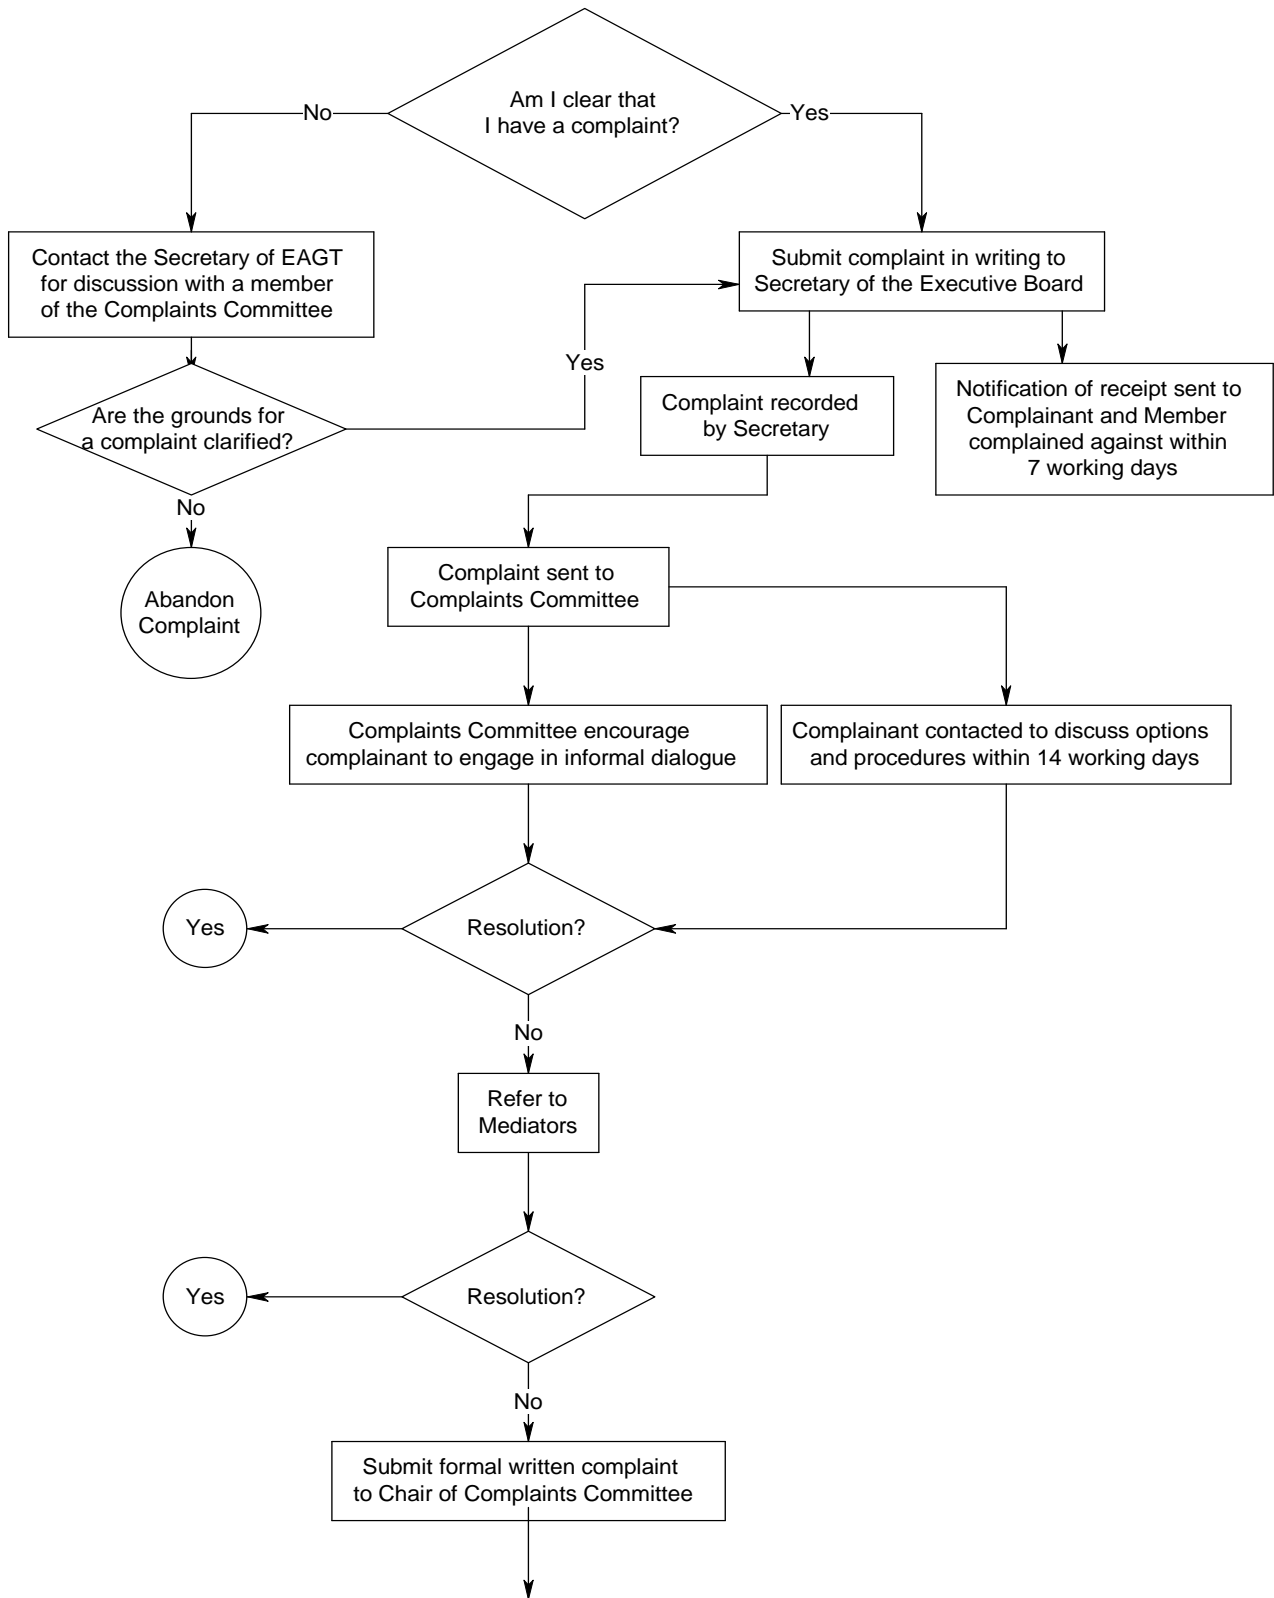 Am I clear that
I have a complaint?
No
Yes
Contact the Secretary of EAGT
for discussion with a member
of the Complaints Committee
Submit complaint in writing to
Secretary of the Executive Board
Yes
Are the grounds for
a complaint clarified?
Complaint recorded
by Secretary
Notification of receipt sent to
Complainant and Member
complained against within
7 working days
No
Abandon
Complaint
Complaint sent to
Complaints Committee
Complaints Committee encourage
complainant to engage in informal dialogue
Complainant contacted to discuss options
and procedures within 14 working days
Yes
Resolution?
No
Refer to
Mediators
Yes
Resolution?
No
Submit formal written complaint
to Chair of Complaints Committee